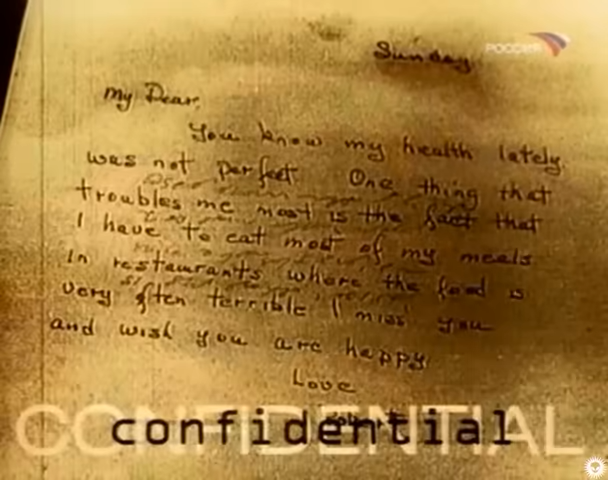 РОССИЯ
Sunday
My Dear,
You know my health lately
was not perfect One thing that
troubles me most is the fact that
I have to eat most of my meals
in restaurants where the food is
very often terrible I miss you
and wish you are happy
Love
CONFIDENTIAL
confidential